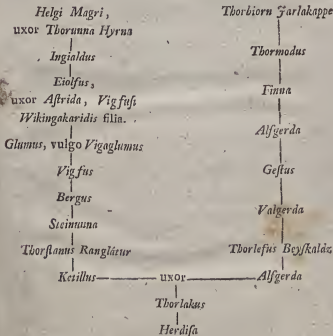 Helgi Magri,
uxor Thorunna Hyrna
Ingialdus
Eiolfus,
uxor Aſtrida, Vigfuſi
Wikingakaridis filia.
Glumus, vulgo Vigaglumus
Vigfus
Bergus
Steinunna
Thorſtanus Ranglátur
Ketillus
Thorbiorn Jarlakappe
Thormodus
Finna
Alfgerda
Geſtus
Valgerda
Thorlefus Beyſkaldz
uxor
Alfgerda
Thorlakus
Herdiſa